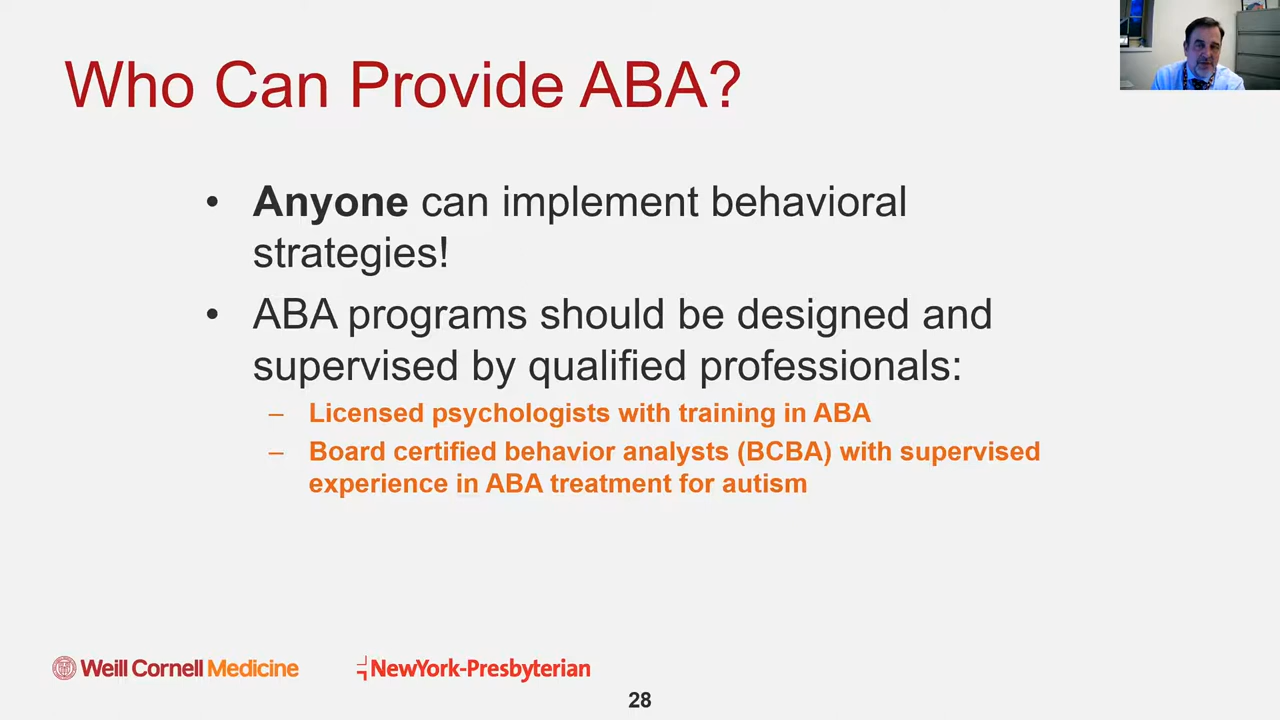 Who Can Provide ABA?
• Anyone can implement behavioral
strategies!
• ABA programs should be designed and
supervised by qualified professionals:
– Licensed psychologists with training in ABA
– Board certified behavior analysts (BCBA) with supervised
experience in ABA treatment for autism
Weill Cornell Medicine
NewYork-Presbyterian
28